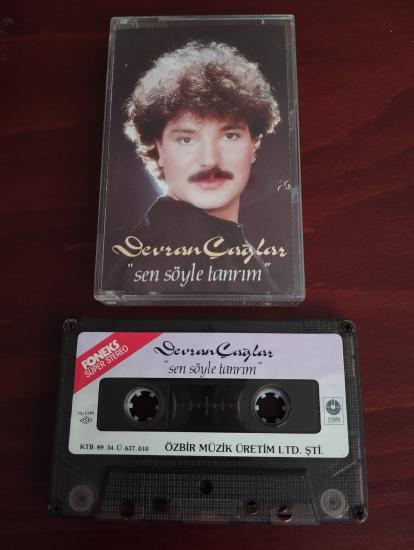 Devran Çağlar
"sen söyle tanrım"
FONEKS
SUPER STEREO
Devran Çağlar
"sen söyle tanrım"
KTB. 89. 34. Ü. 637. 010
ÖZBİR MÜZİK ÜRETİM LTD. ŞTİ.